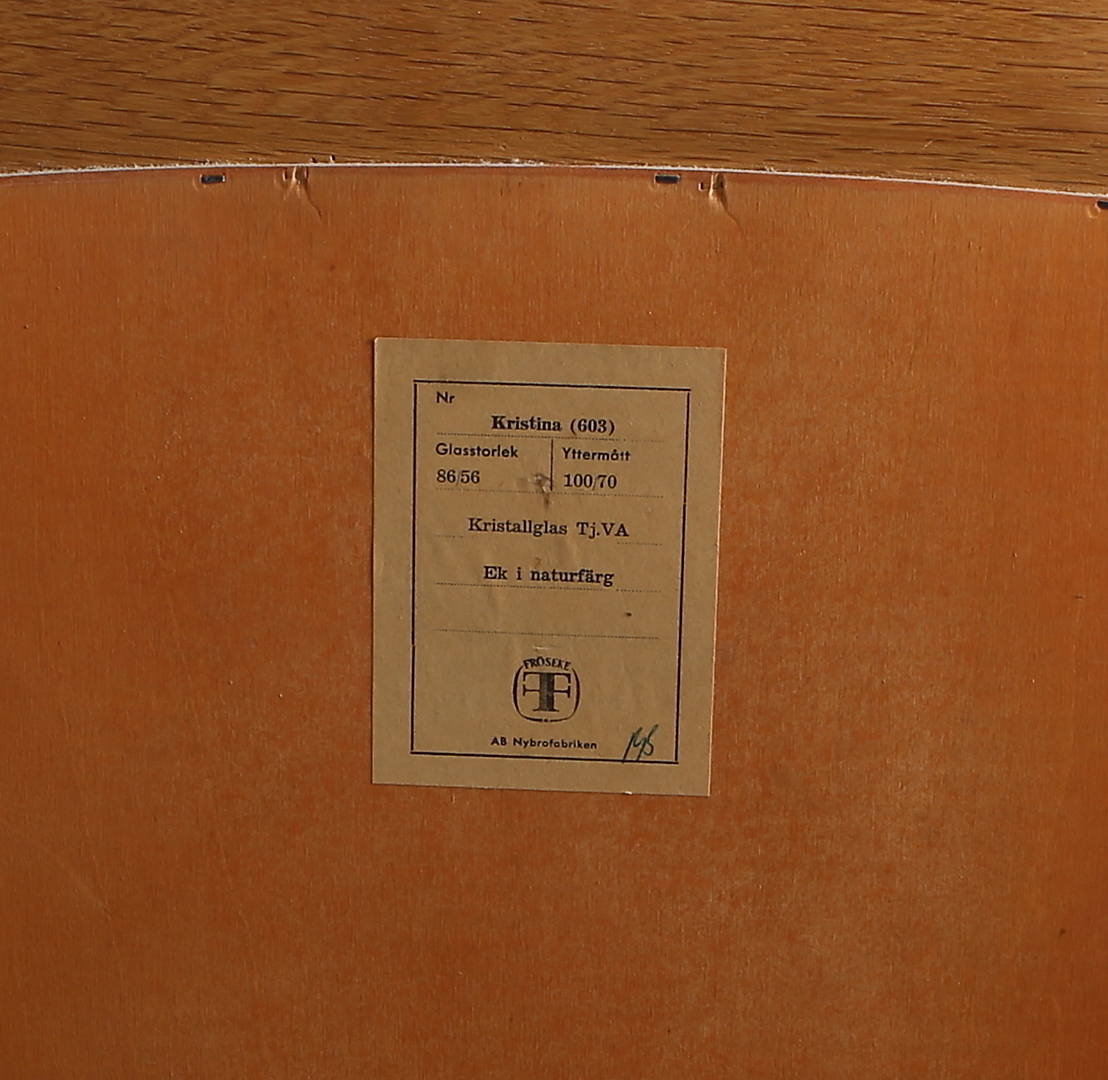 Nr
Kristina (603)
Glasstorlek Yttermått
86/56 100/70
Kristallglas Tj.VA
Ek i naturfärg
FRÖSEKE
F
AB Nybrofabriken